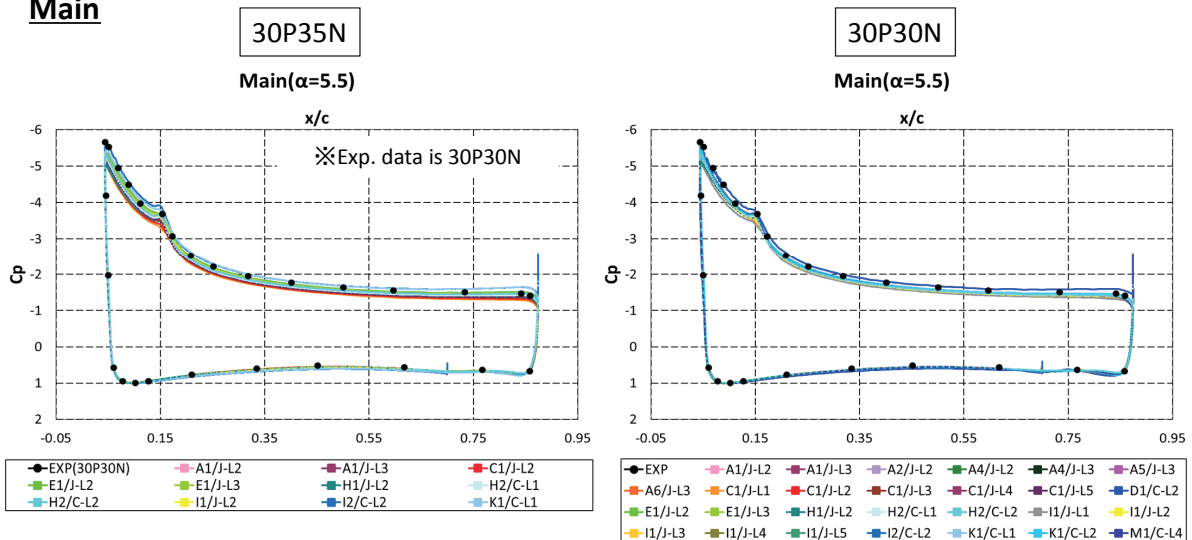 Main
30P35N
30P30N
Main(α=5.5)
Main(α=5.5)
x/c
x/c
※Exp. data is 30P30N
Cp
Cp
-6
-5
-4
-3
-2
-1
0
1
2
-0.05 0.15 0.35 0.55 0.75 0.95
-6
-5
-4
-3
-2
-1
0
1
2
-0.05 0.15 0.35 0.55 0.75 0.95
EXP(30P30N) A1/J-L2 A1/J-L3 C1/J-L2
E1/J-L2 E1/J-L3 H1/J-L2 H2/C-L1
H2/C-L2 I1/J-L2 I2/C-L2 K1/C-L1
EXP A1/J-L2 A1/J-L3 A2/J-L2 A4/J-L2 A4/J-L3 A5/J-L3
A6/J-L3 C1/J-L1 C1/J-L2 C1/J-L3 C1/J-L4 C1/J-L5 D1/C-L2
E1/J-L2 E1/J-L3 H1/J-L2 H2/C-L1 H2/C-L2 I1/J-L1 I1/J-L2
I1/J-L3 I1/J-L4 I1/J-L5 I2/C-L2 K1/C-L1 K1/C-L2 M1/C-L4